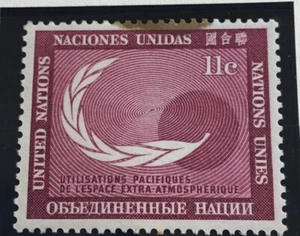 NACIONES UNIDAS 國合聯
11c
UNITED NATIONS
NATIONS UNIES
UTILISATIONS PACIFIQUES
DE L'ESPACE EXTRA-ATMOSPHERIQUE
ОБЪЕДИНЕННЫЕ НАЦИИ